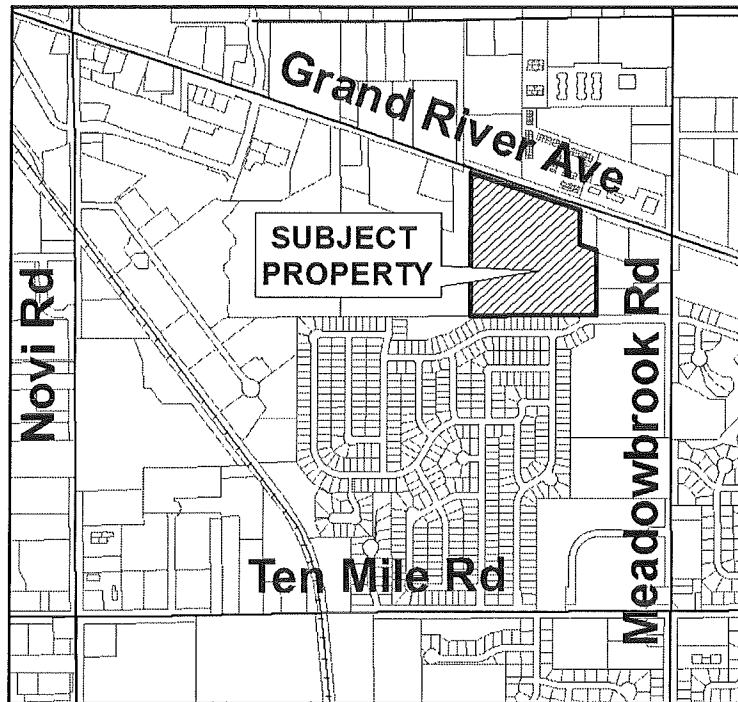 Grand River Ave
SUBJECT
PROPERTY
Novi Rd
Meadowbrook Rd
Ten Mile Rd